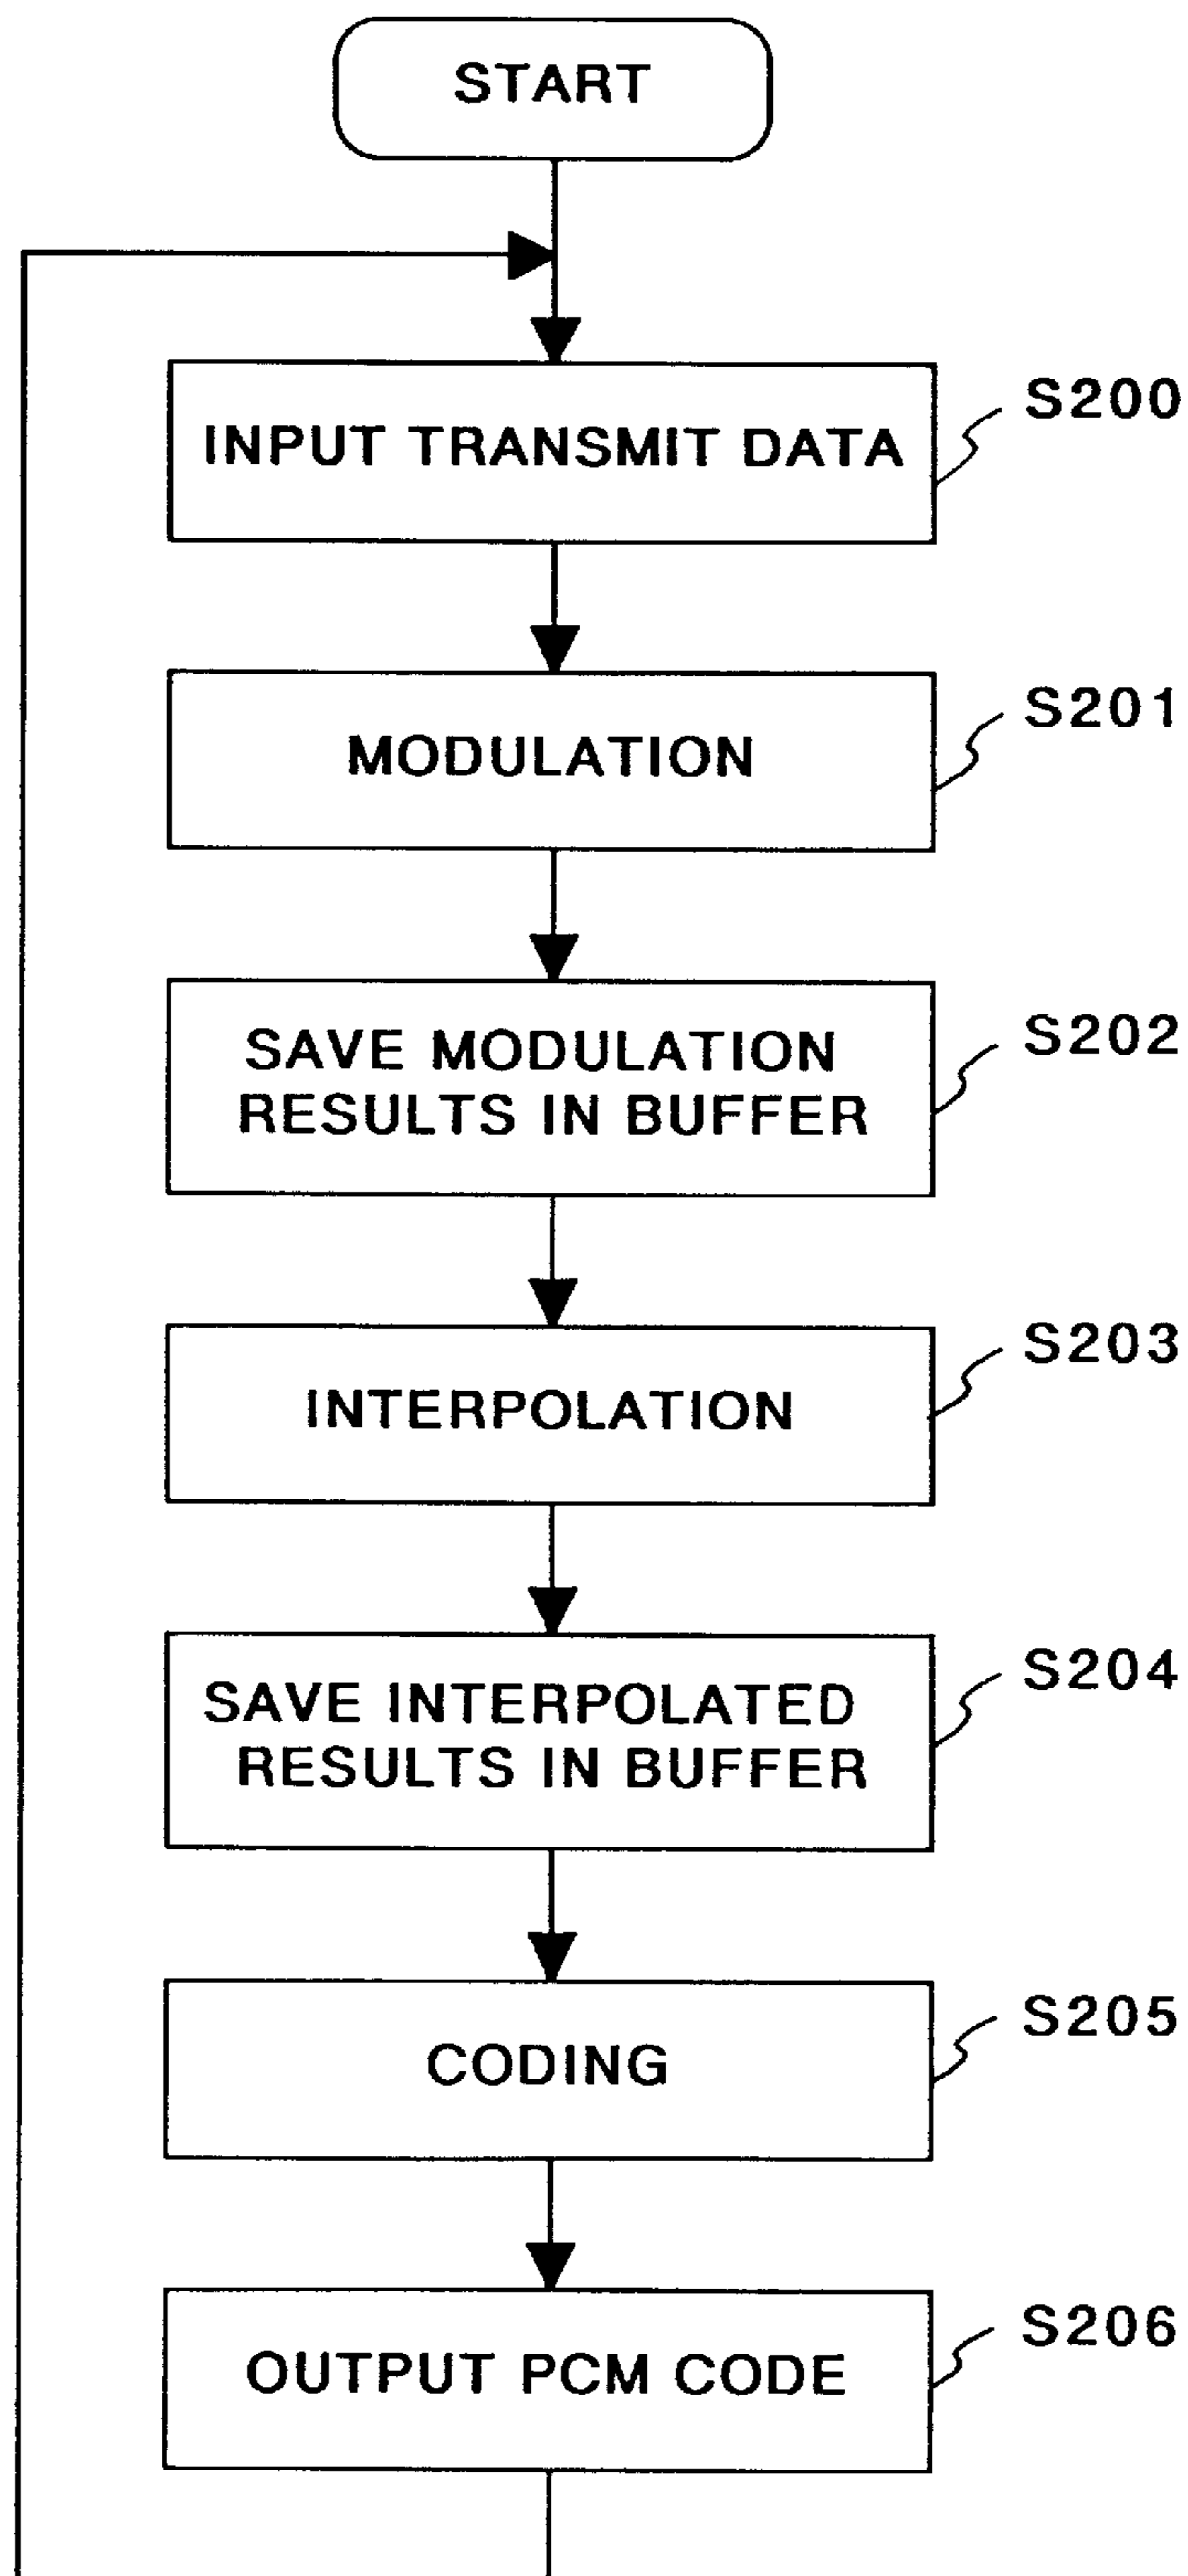 START
INPUT TRANSMIT DATA
S200
MODULATION
S201
SAVE MODULATION
RESULTS IN BUFFER
S202
INTERPOLATION
S203
SAVE INTERPOLATED
RESULTS IN BUFFER
S204
CODING
S205
OUTPUT PCM CODE
S206